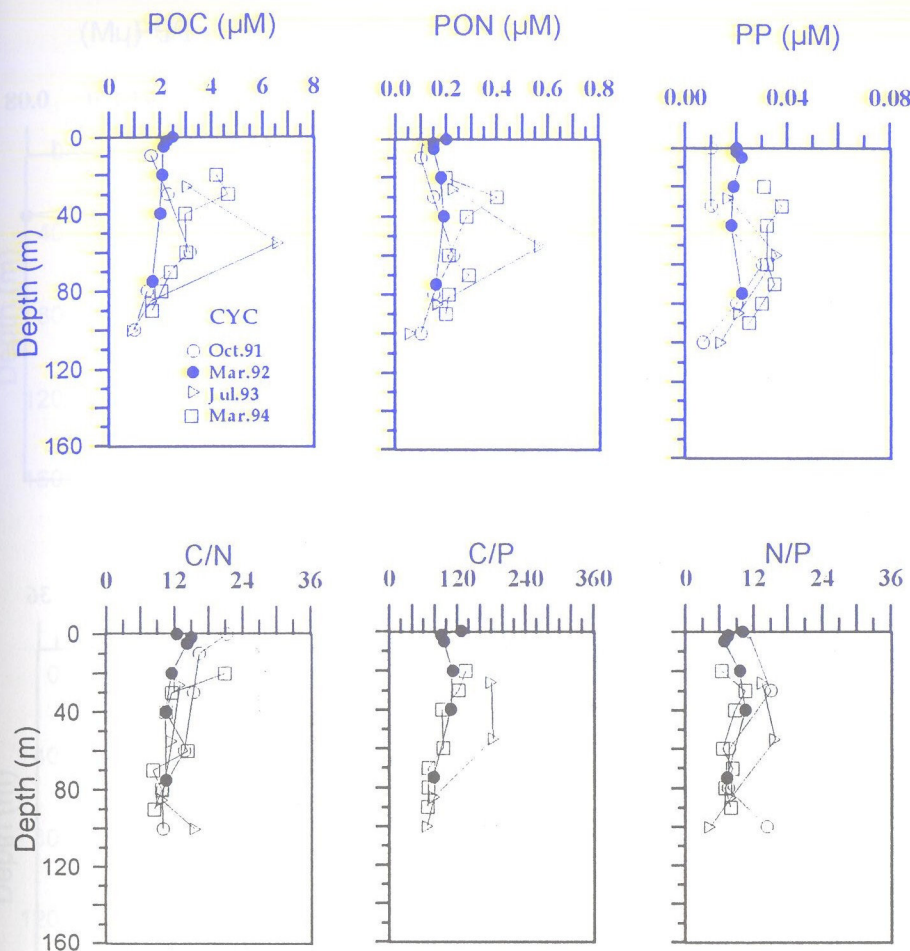 POC (µM)
PON (µM)
PP (µM)
0 2 4 6 8
0.0 0.2 0.4 0.6 0.8
0.00 0.04 0.08
0
40
80
120
160
Depth (m)
CYC
Oct.91
Mar.92
Jul.93
Mar.94
C/N
C/P
N/P
0 12 24 36
0 120 240 360
0 12 24 36
0
40
80
120
160
Depth (m)